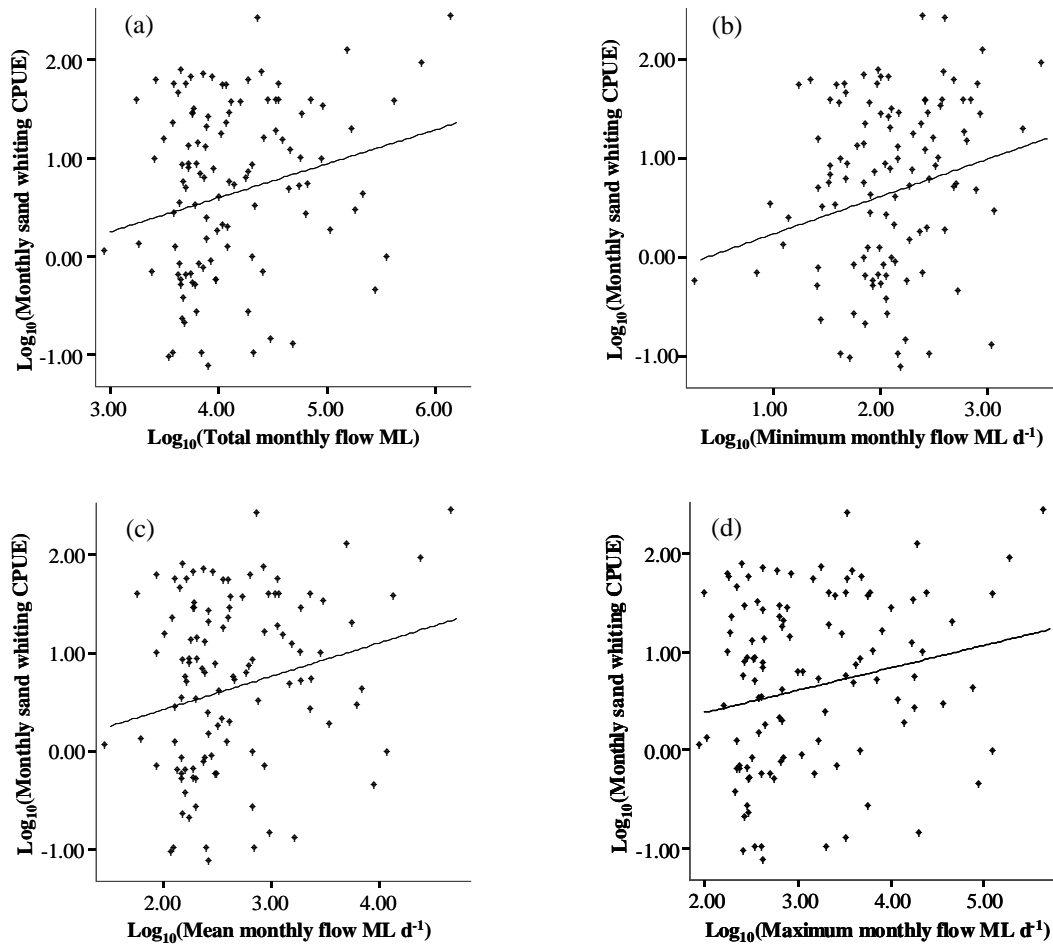 (a)
Log10(Monthly sand whiting CPUE)
2.00
1.00
0.00
-1.00
3.00 4.00 5.00 6.00
Log10(Total monthly flow ML)
(b)
Log10(Monthly sand whiting CPUE)
2.00
1.00
0.00
-1.00
1.00 2.00 3.00
Log10(Minimum monthly flow ML d-1)
(c)
Log10(Monthly sand whiting CPUE)
2.00
1.00
0.00
-1.00
2.00 3.00 4.00
Log10(Mean monthly flow ML d-1)
(d)
Log10(Monthly sand whiting CPUE)
2.00
1.00
0.00
-1.00
2.00 3.00 4.00 5.00
Log10(Maximum monthly flow ML d-1)